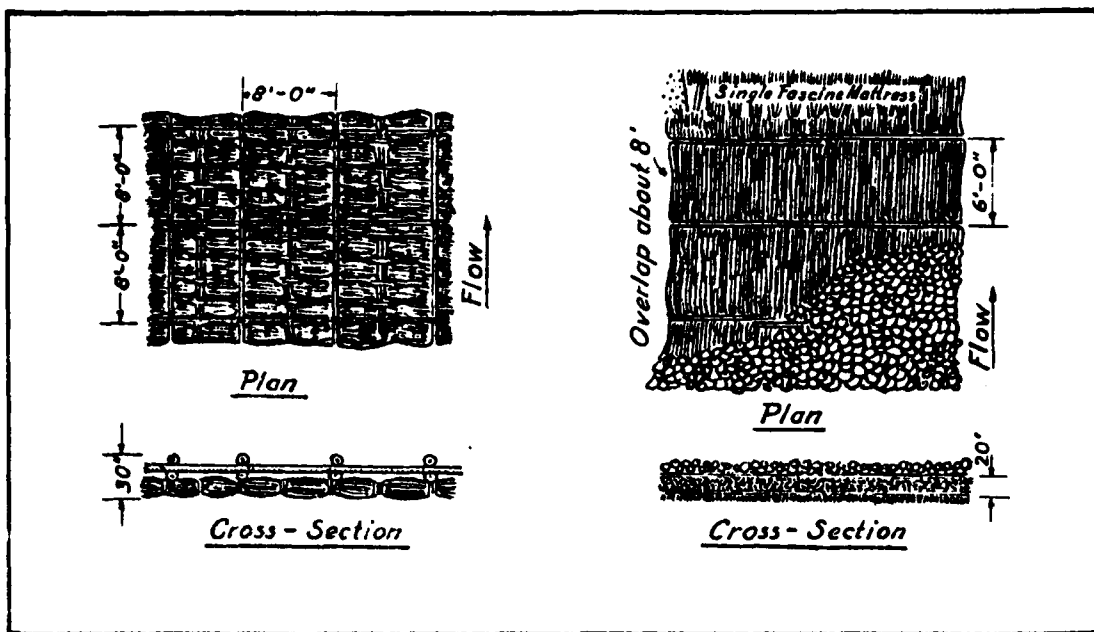 8'-0"
8'-0"
8'-0"
Flow
Plan
30"
Cross-Section
Single Fascine Mattress
Overlap about 8'
6'-0"
Flow
Plan
20"
Cross-Section